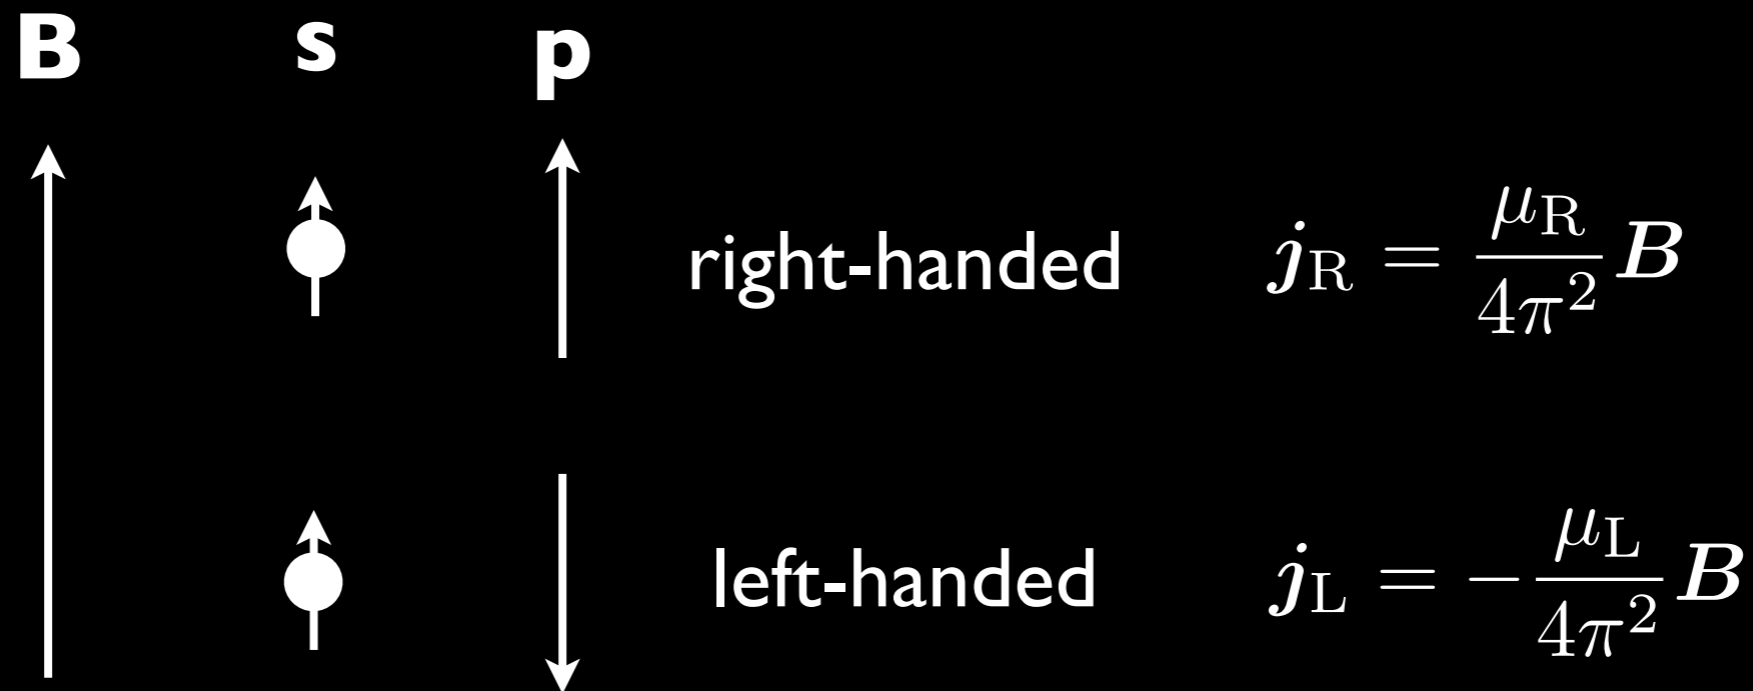 B s p
right-handed j_R = \frac{\mu_R}{4\pi^2} B
left-handed j_L = -\frac{\mu_L}{4\pi^2} B